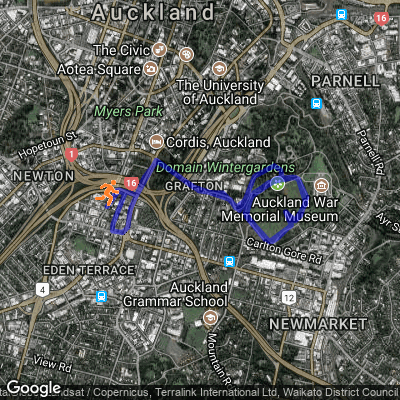 Auckland
16
The Civic
Aotea Square
The University
of Auckland
PARNELL
Myers Park
Hopetoun St
Cordis, Auckland
Parnell Rd
1
NEWTON
16
Domain Wintergardens
GRAFTON
Auckland War
Memorial Museum
Ayr St
Carlton Gore Rd
EDEN TERRACE
4
Auckland
Grammar School
12
NEWMARKET
Mountain Rd
View Rd
Google
Landsat / Copernicus, Terralink International Ltd, Waikato District Council